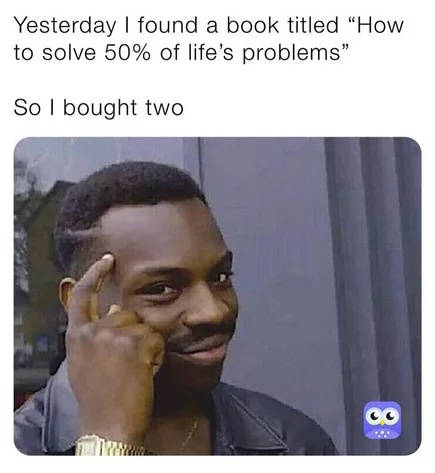 Yesterday I found a book titled “How
to solve 50% of life’s problems”
So I bought two